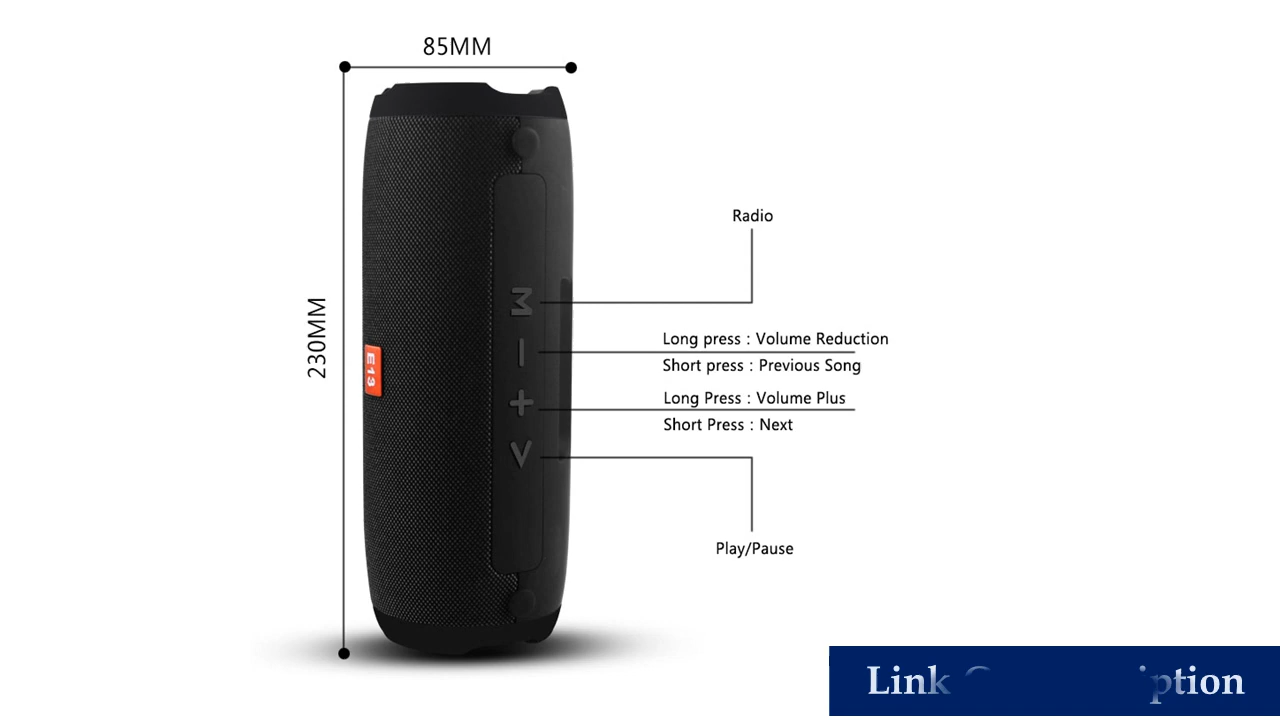 85MM
230MM
Radio
M
Long press : Volume Reduction
Short press : Previous Song
E13
Long Press : Volume Plus
Short Press : Next
Play/Pause
Link